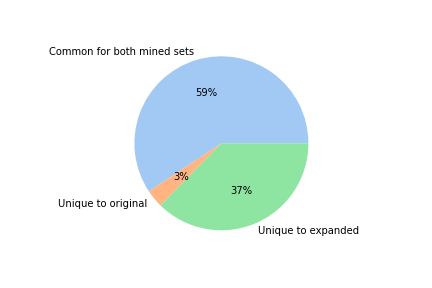 Common for both mined sets
59%
3%
Unique to original
37%
Unique to expanded